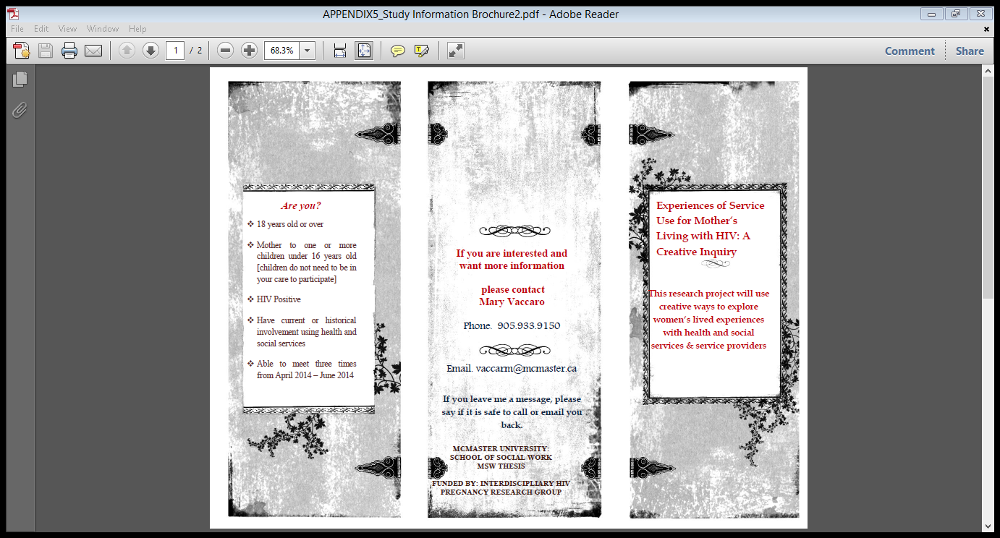 APPENDIX5_Study Information Brochure2.pdf - Adobe Reader
File Edit View Window Help
1 / 2 68.3% Comment Share
Are you?
❖ 18 years old or over
❖ Mother to one or more
children under 16 years old
[children do not need to be in
your care to participate]
❖ HIV Positive
❖ Have current or historical
involvement using health and
social services
❖ Able to meet three times
from April 2014 – June 2014
If you are interested and
want more information
please contact
Mary Vaccaro
Phone. 905.933.9150
Email. vaccarm@mcmaster.ca
If you leave me a message, please
say if it is safe to call or email you
back.
MCMASTER UNIVERSITY:
SCHOOL OF SOCIAL WORK
MSW THESIS
FUNDED BY: INTERDISCIPLIARY HIV
PREGNANCY RESEARCH GROUP
Experiences of Service
Use for Mother's
Living with HIV: A
Creative Inquiry
This research project will use
creative ways to explore
women's lived experiences
with health and social
services & service providers